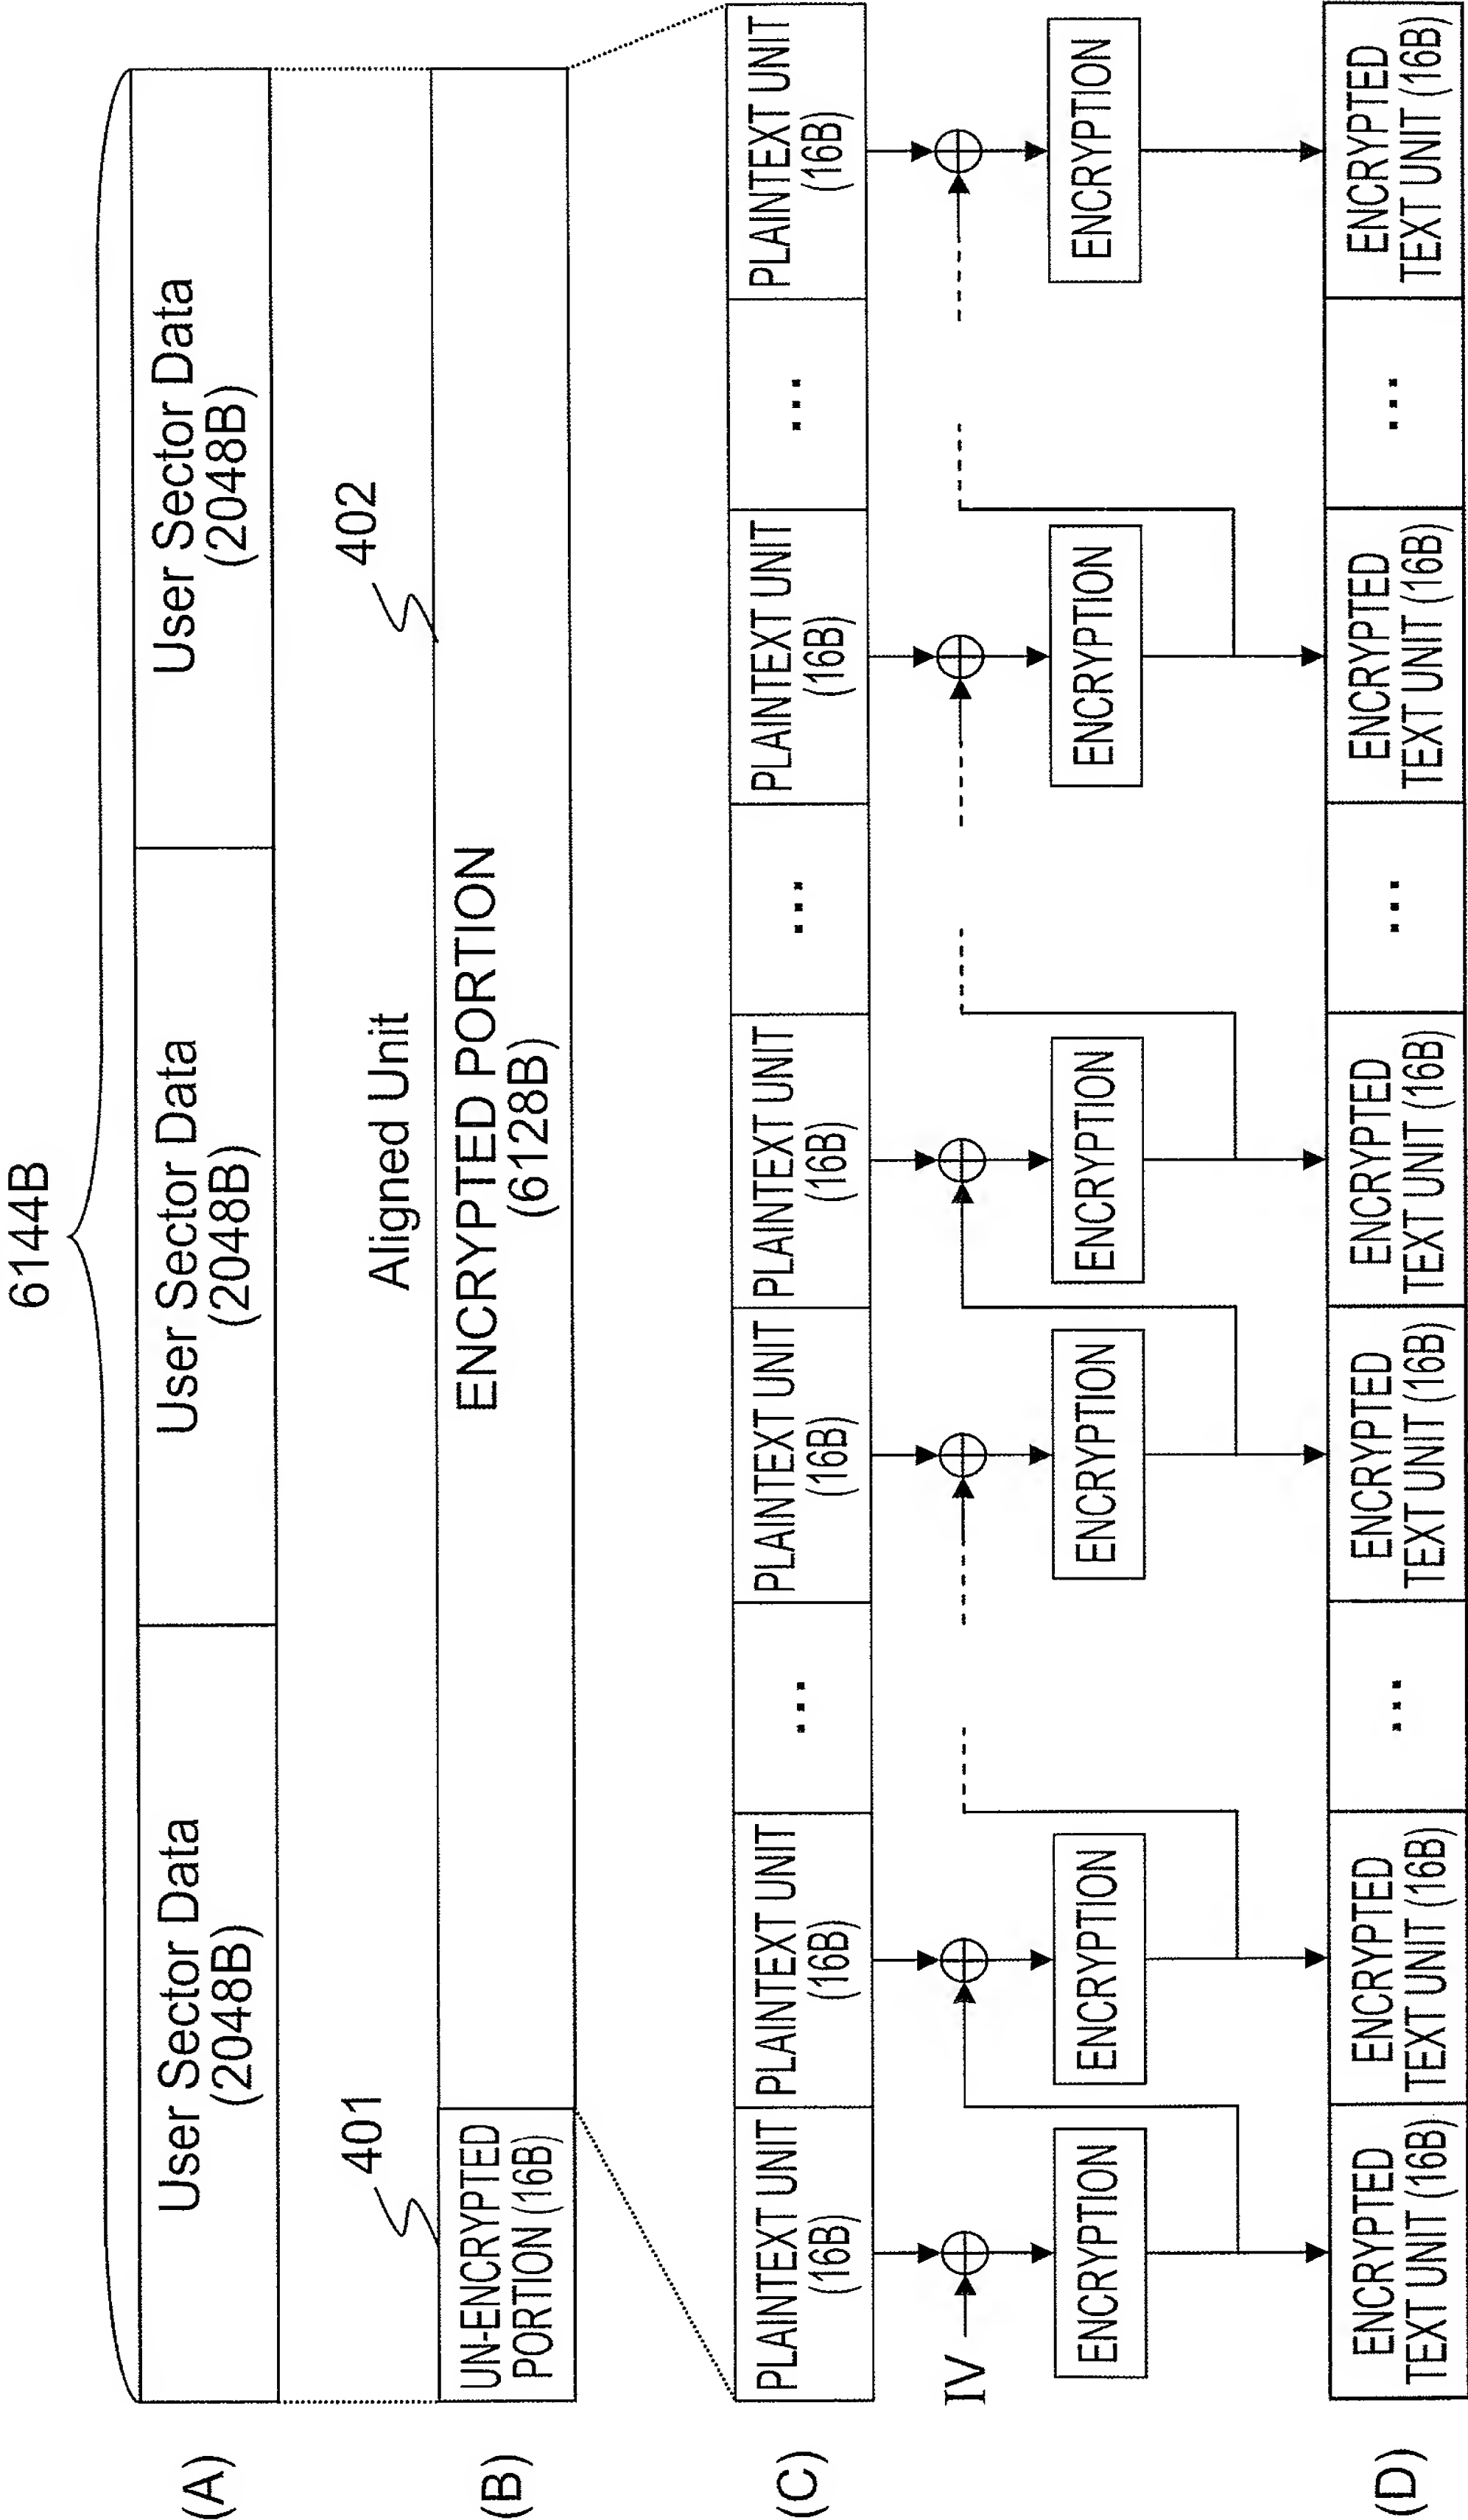 6144B
(A)
User Sector Data
(2048B)
User Sector Data
(2048B)
User Sector Data
(2048B)
401
Aligned Unit
402
(B)
UN-ENCRYPTED
PORTION (16B)
ENCRYPTED PORTION
(6128B)
(C)
PLAINTEXT UNIT
(16B)
PLAINTEXT UNIT
(16B)
...
PLAINTEXT UNIT
(16B)
PLAINTEXT UNIT
(16B)
...
PLAINTEXT UNIT
(16B)
...
PLAINTEXT UNIT
(16B)
IV
ENCRYPTION
ENCRYPTION
ENCRYPTION
ENCRYPTION
ENCRYPTION
ENCRYPTION
(D)
ENCRYPTED
TEXT UNIT (16B)
ENCRYPTED
TEXT UNIT (16B)
...
ENCRYPTED
TEXT UNIT (16B)
ENCRYPTED
TEXT UNIT (16B)
...
ENCRYPTED
TEXT UNIT (16B)
...
ENCRYPTED
TEXT UNIT (16B)